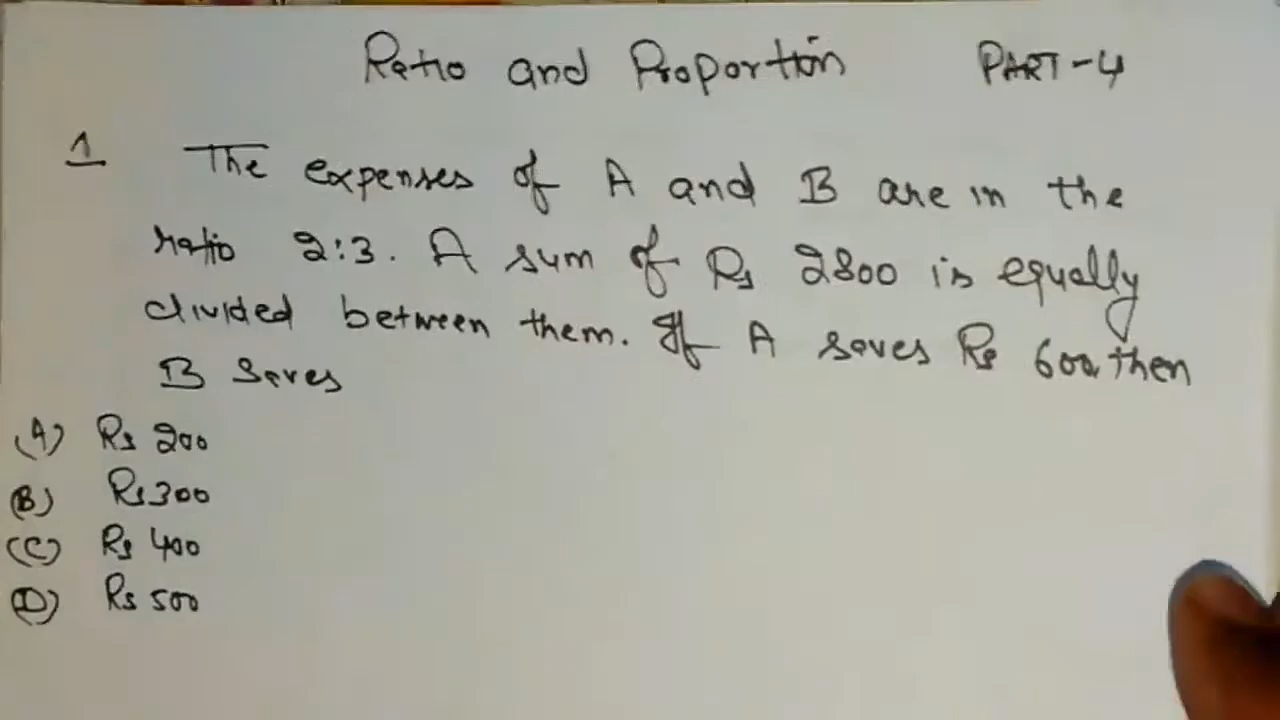 Ratio and Proportion PART-4
1 The expenses of A and B are in the
ratio 2:3. A sum of Rs 2800 is equally
divided between them. If A saves Rs 600 then
B Saves
(A) Rs 200
(B) Rs 300
(C) Rs 400
(D) Rs 500